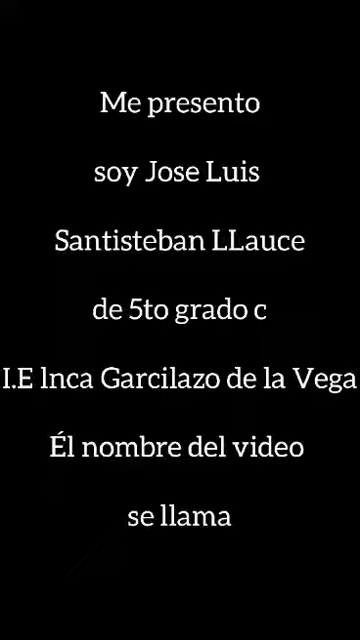 Me presento
soy Jose Luis
Santisteban LLauce
de 5to grado c
I.E lnca Garcilazo de la Vega
Él nombre del video
se llama